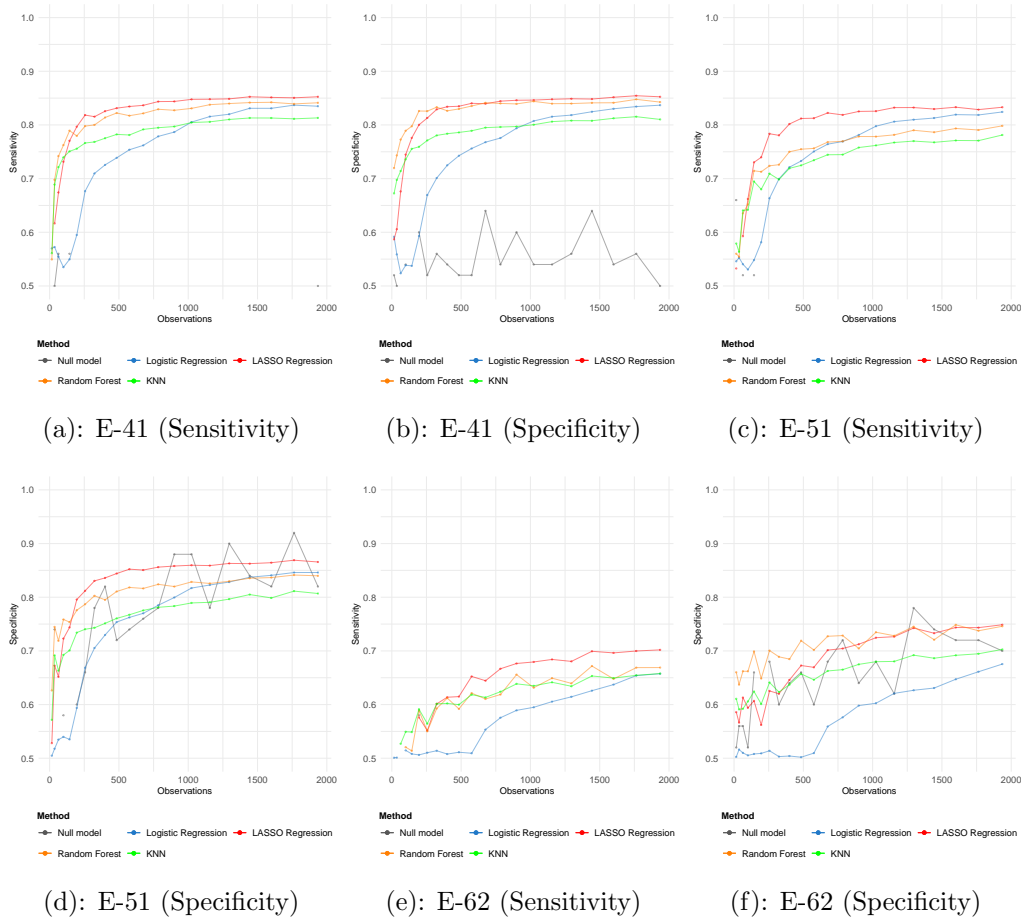 1.0
0.9
0.8
0.7
0.6
0.5
Sensitivity
0 500 1000 1500 2000
Observations
Method
Null model Logistic Regression LASSO Regression
Random Forest KNN
(a): E-41 (Sensitivity)
1.0
0.9
0.8
0.7
0.6
0.5
Specificity
0 500 1000 1500 2000
Observations
Method
Null model Logistic Regression LASSO Regression
Random Forest KNN
(b): E-41 (Specificity)
1.0
0.9
0.8
0.7
0.6
0.5
Sensitivity
0 500 1000 1500 2000
Observations
Method
Null model Logistic Regression LASSO Regression
Random Forest KNN
(c): E-51 (Sensitivity)
1.0
0.9
0.8
0.7
0.6
0.5
Specificity
0 500 1000 1500 2000
Observations
Method
Null model Logistic Regression LASSO Regression
Random Forest KNN
(d): E-51 (Specificity)
1.0
0.9
0.8
0.7
0.6
0.5
Sensitivity
0 500 1000 1500 2000
Observations
Method
Null model Logistic Regression LASSO Regression
Random Forest KNN
(e): E-62 (Sensitivity)
1.0
0.9
0.8
0.7
0.6
0.5
Specificity
0 500 1000 1500 2000
Observations
Method
Null model Logistic Regression LASSO Regression
Random Forest KNN
(f): E-62 (Specificity)